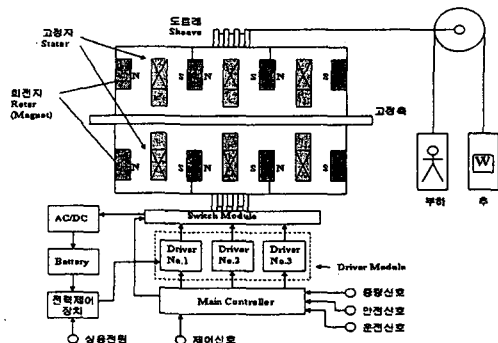 도르래
Sheave
고정자
Stator
회전자
Roter
(Magnet)
N
S
N
S
N
S
고정축
N
S
N
S
N
S
부하
W
추
AC/DC
Switch Module
Battery
Driver
No.1
Driver
No.2
Driver
No.3
Driver Module
전력제어
장치
Main Controller
중량신호
안전신호
운전신호
상용전원
제어신호